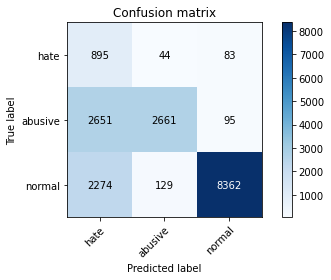 Confusion matrix
8000
hate 895 44 83
7000
6000
True label
abusive 2651 2661 95
5000
4000
3000
normal 2274 129 8362
2000
1000
hate abusive normal
Predicted label